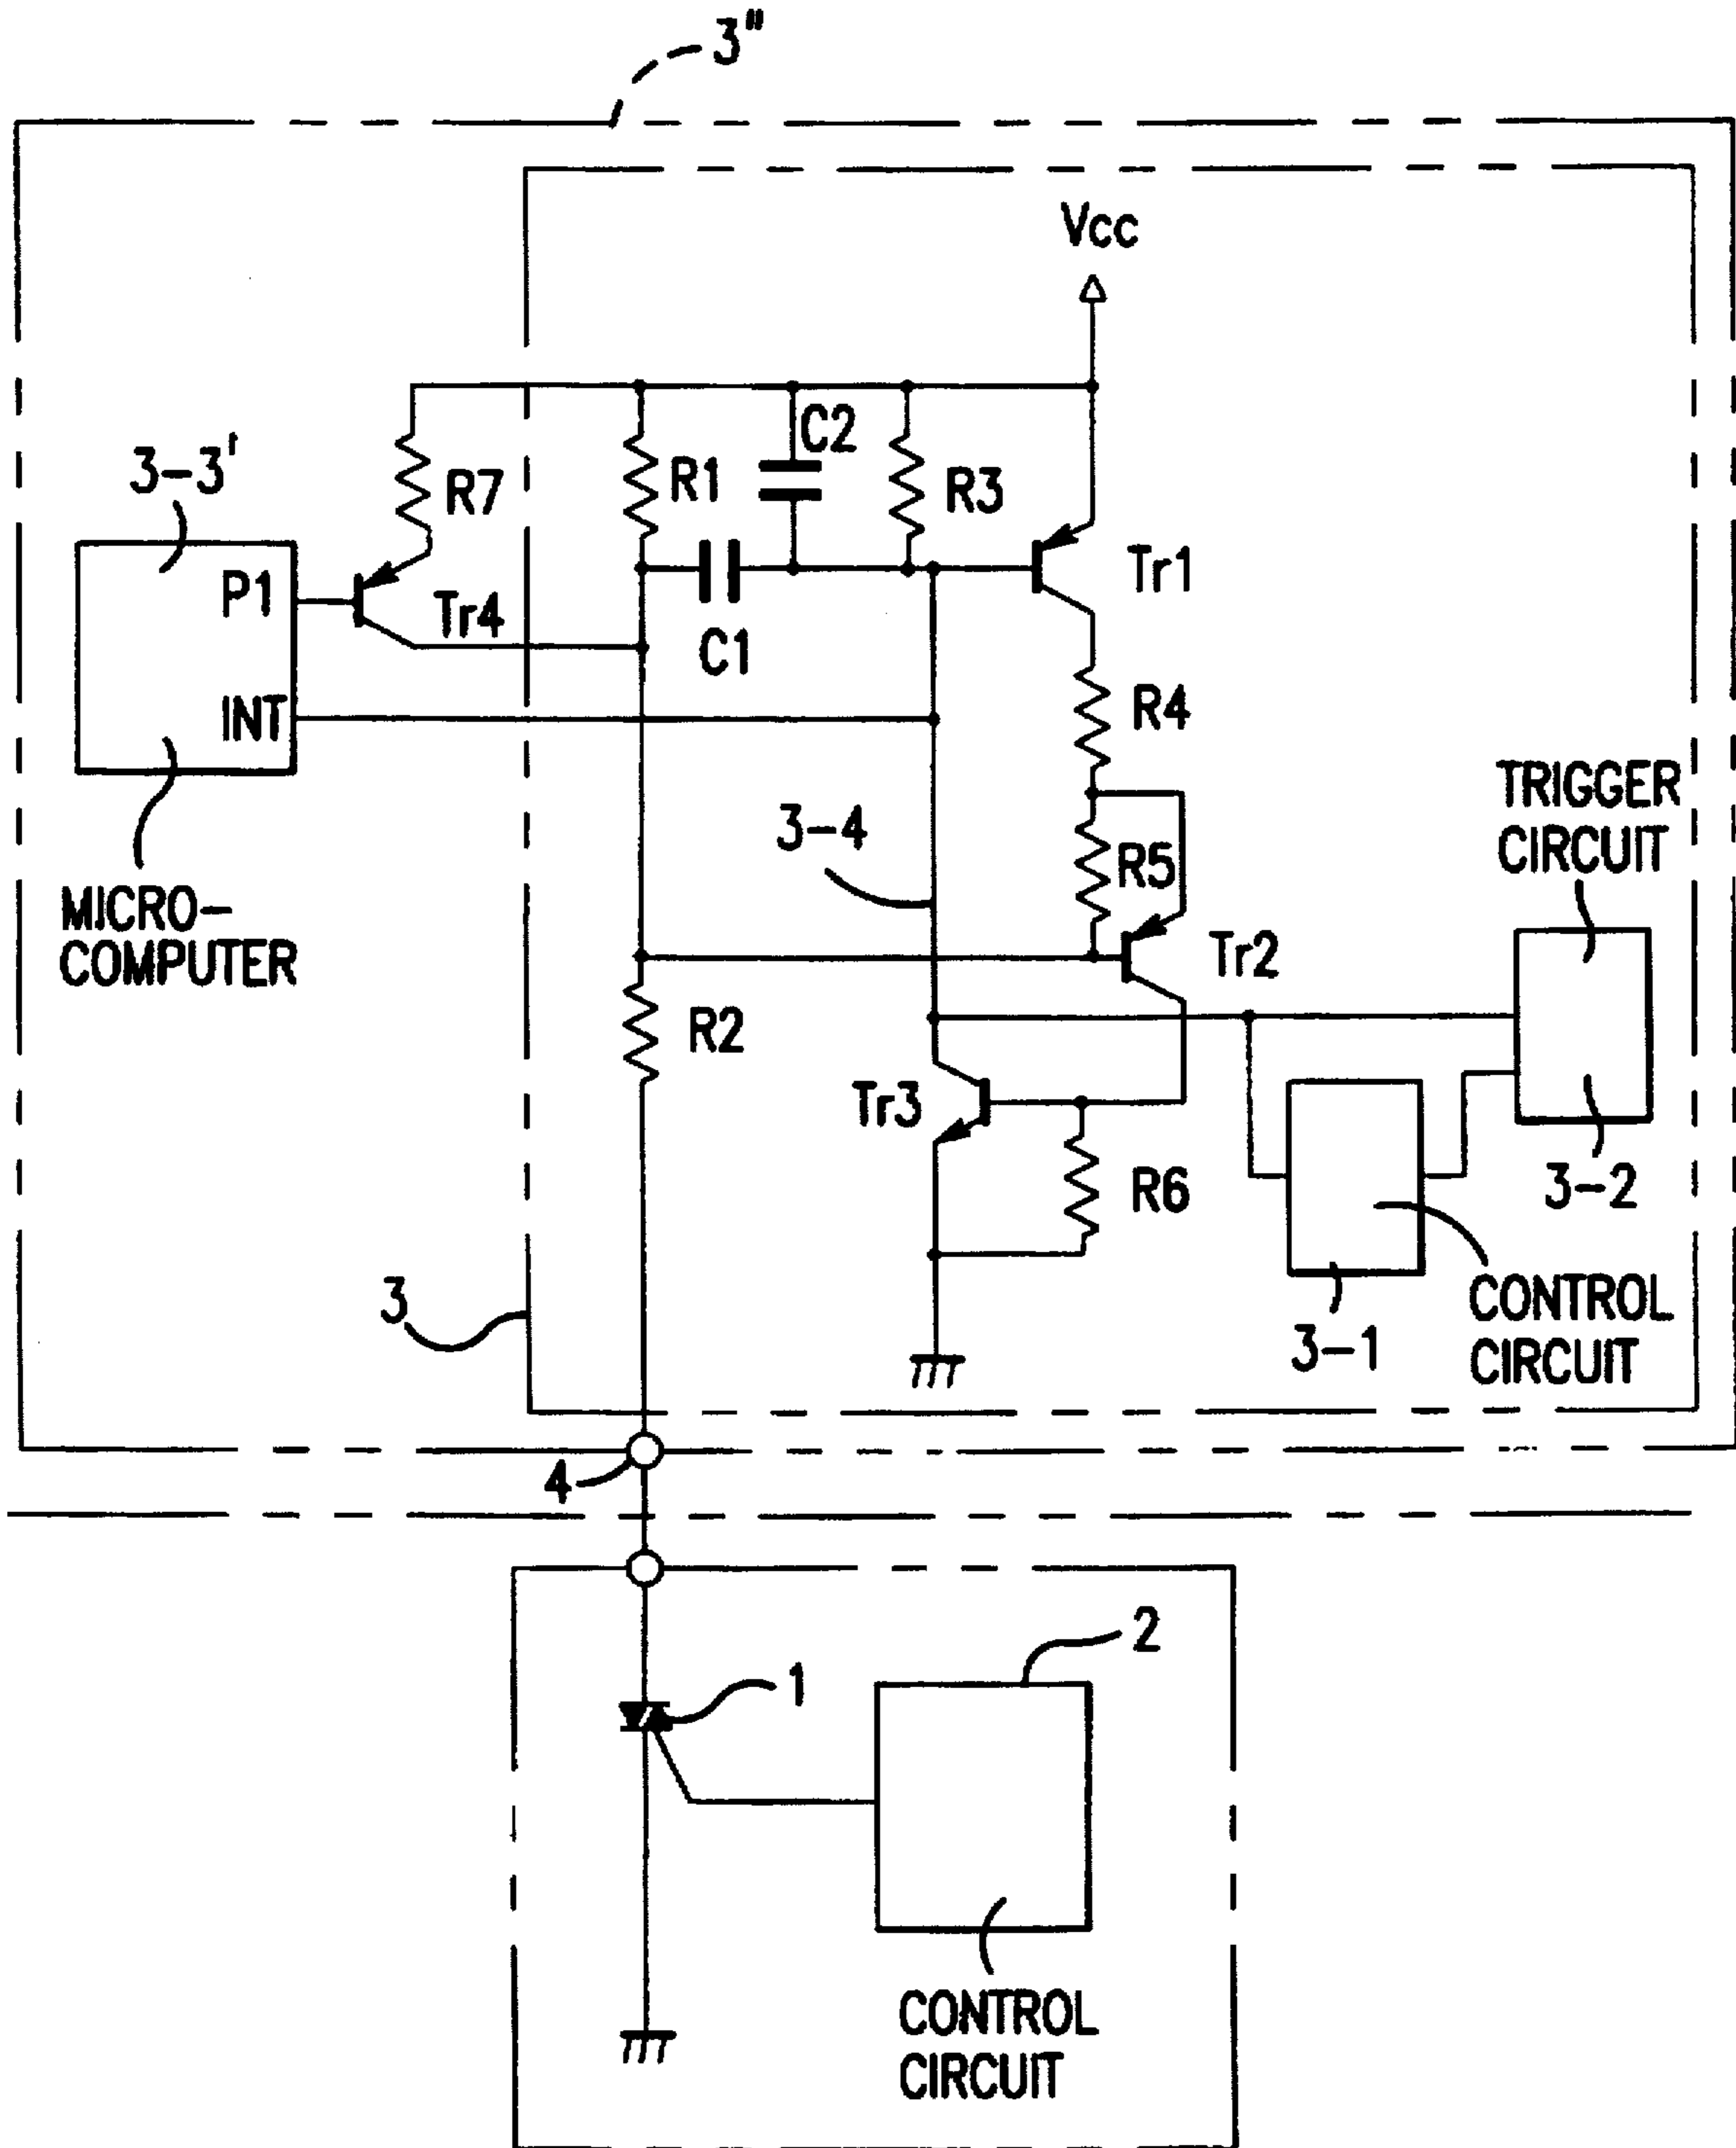 3"
Vcc
3-3'
R7
R1
C2
R3
P1
Tr4
C1
Tr1
INT
R4
3-4
R5
TRIGGER
CIRCUIT
MICRO-
COMPUTER
R2
Tr2
Tr3
R6
3-2
3
3-1
CONTROL
CIRCUIT
4
1
2
CONTROL
CIRCUIT